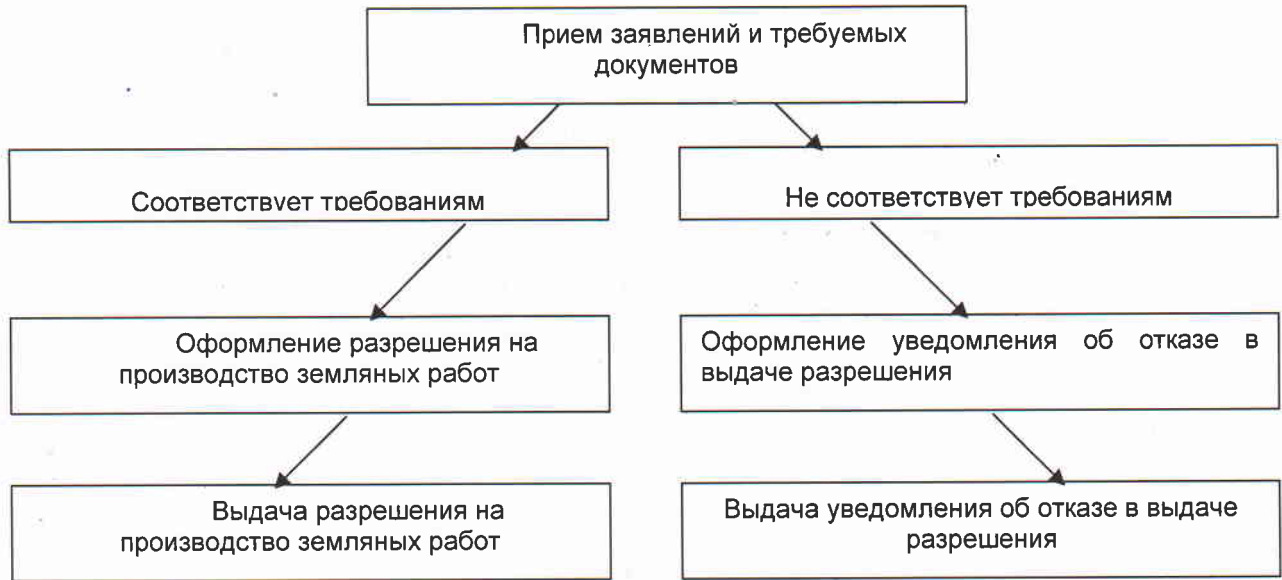 Прием заявлений и требуемых
документов
Соответствует требованиям
Не соответствует требованиям
Оформление разрешения на
производство земляных работ
Оформление уведомления об отказе в
выдаче разрешения
Выдача разрешения на
производство земляных работ
Выдача уведомления об отказе в выдаче
разрешения